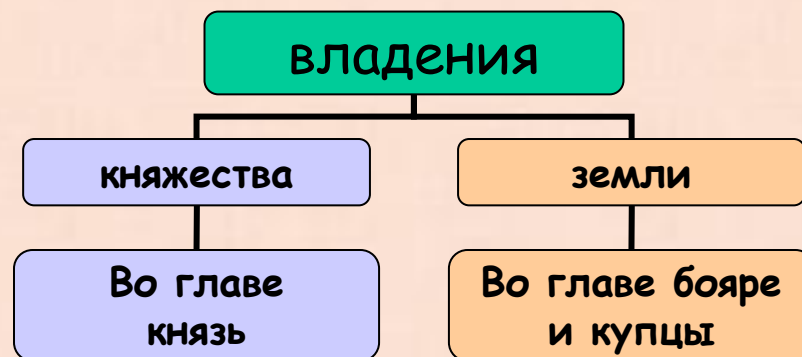 владения
княжества
земли
Во главе
князь
Во главе бояре
и купцы